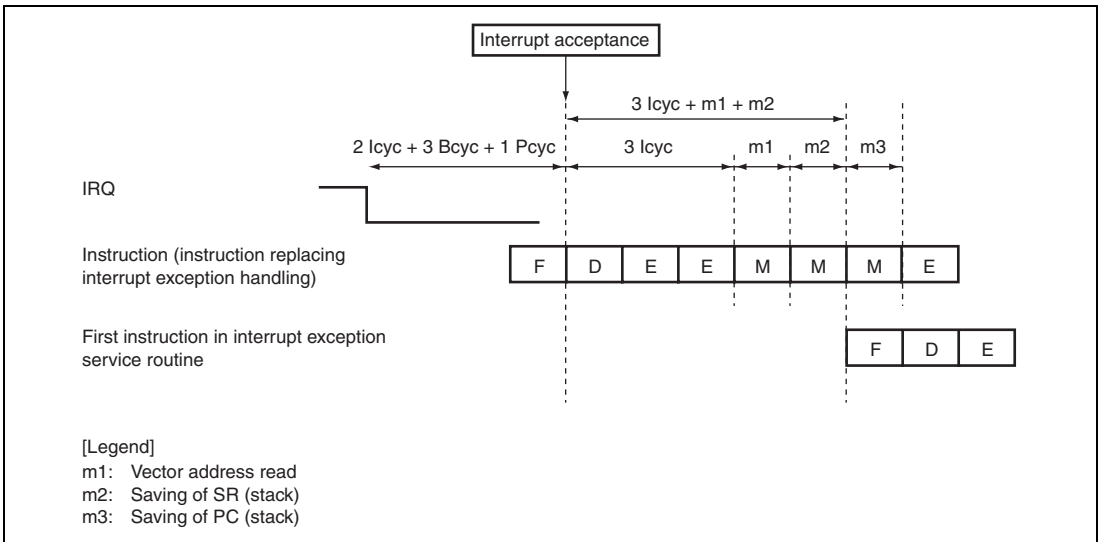 Interrupt acceptance
3 Icyc + m1 + m2
2 Icyc + 3 Bcyc + 1 Pcyc
3 Icyc
m1
m2
m3
IRQ
Instruction (instruction replacing
interrupt exception handling)
F D E E M M M E
First instruction in interrupt exception
service routine
F D E
[Legend]
m1: Vector address read
m2: Saving of SR (stack)
m3: Saving of PC (stack)